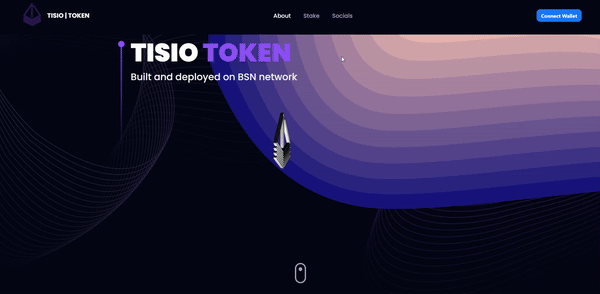 TISIO | TOKEN
About
Stake
Socials
Connect Wallet
TISIO TOKEN
Built and deployed on BSN network